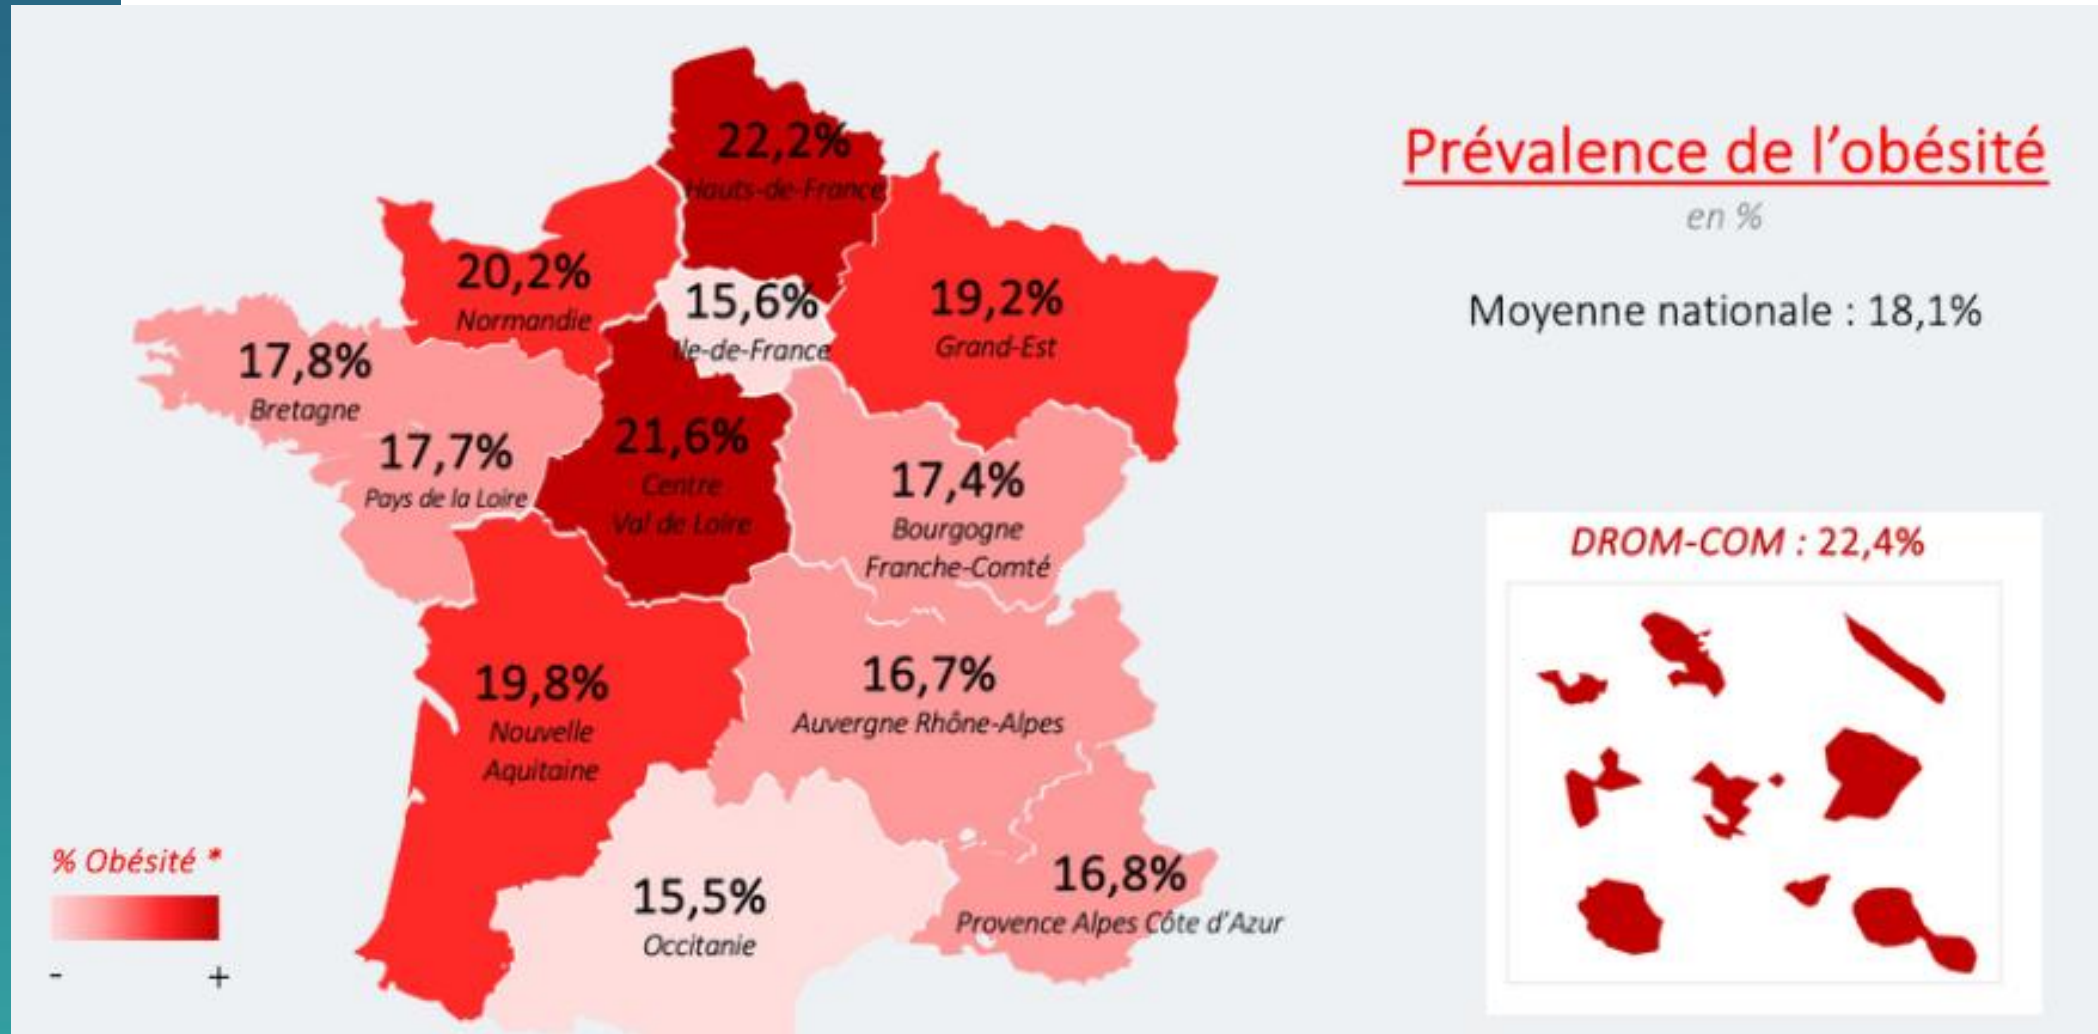 Prévalence de l'obésité
en %
Moyenne nationale : 18,1%
22,2%
Hauts-de-France
20,2%
Normandie
15,6%
Ile-de-France
19,2%
Grand-Est
17,8%
Bretagne
17,7%
Pays de la Loire
21,6%
Centre
Val de Loire
17,4%
Bourgogne
Franche-Comté
19,8%
Nouvelle
Aquitaine
16,7%
Auvergne Rhône-Alpes
15,5%
Occitanie
16,8%
Provence Alpes Côte d'Azur
DROM-COM : 22,4%
% Obésité *
- +